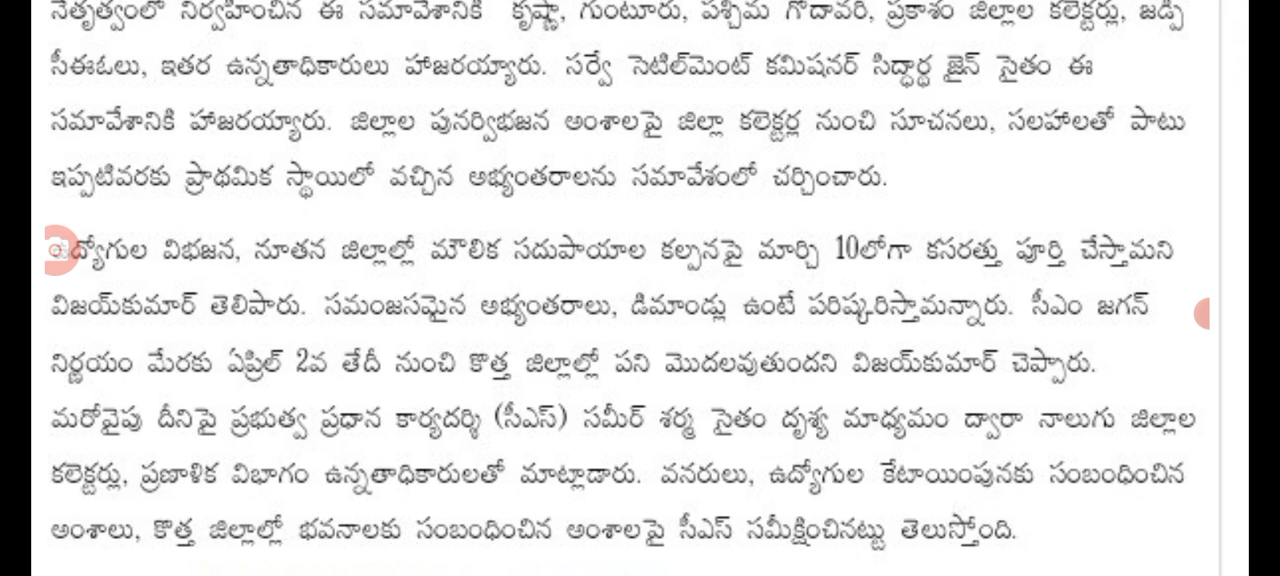 నేతృత్వంలో నిర్వహించిన ఈ సమావేశానికి కృష్ణా, గుంటూరు, పశ్చిమ గోదావరి, ప్రకాశం జిల్లాల కలెక్టర్లు, జడ్పీ
సీఈఓలు, ఇతర ఉన్నతాధికారులు హాజరయ్యారు. సర్వే సెటిల్‌మెంట్ కమిషనర్ సిద్ధార్థ జైన్ సైతం ఈ
సమావేశానికి హాజరయ్యారు. జిల్లాల పునర్విభజన అంశాలపై జిల్లా కలెక్టర్ల నుంచి సూచనలు, సలహాలతో పాటు
ఇప్పటివరకు ప్రాథమిక స్థాయిలో వచ్చిన అభ్యంతరాలను సమావేశంలో చర్చించారు.
ఉద్యోగుల విభజన, నూతన జిల్లాల్లో మౌలిక సదుపాయాల కల్పనపై మార్చి 10లోగా కసరత్తు పూర్తి చేస్తామని
విజయ్‌కుమార్ తెలిపారు. సమంజసమైన అభ్యంతరాలు, డిమాండ్లు ఉంటే పరిష్కరిస్తామన్నారు. సీఎం జగన్
నిర్ణయం మేరకు ఏప్రిల్ 2వ తేదీ నుంచి కొత్త జిల్లాల్లో పని మొదలవుతుందని విజయ్‌కుమార్ చెప్పారు.
మరోవైపు దీనిపై ప్రభుత్వ ప్రధాన కార్యదర్శి (సీఎస్) సమీర్ శర్మ సైతం దృశ్య మాధ్యమం ద్వారా నాలుగు జిల్లాల
కలెక్టర్లు, ప్రణాళిక విభాగం ఉన్నతాధికారులతో మాట్లాడారు. వనరులు, ఉద్యోగుల కేటాయింపునకు సంబంధించిన
అంశాలు, కొత్త జిల్లాల్లో భవనాలకు సంబంధించిన అంశాలపై సీఎస్ సమీక్షించినట్టు తెలుస్తోంది.